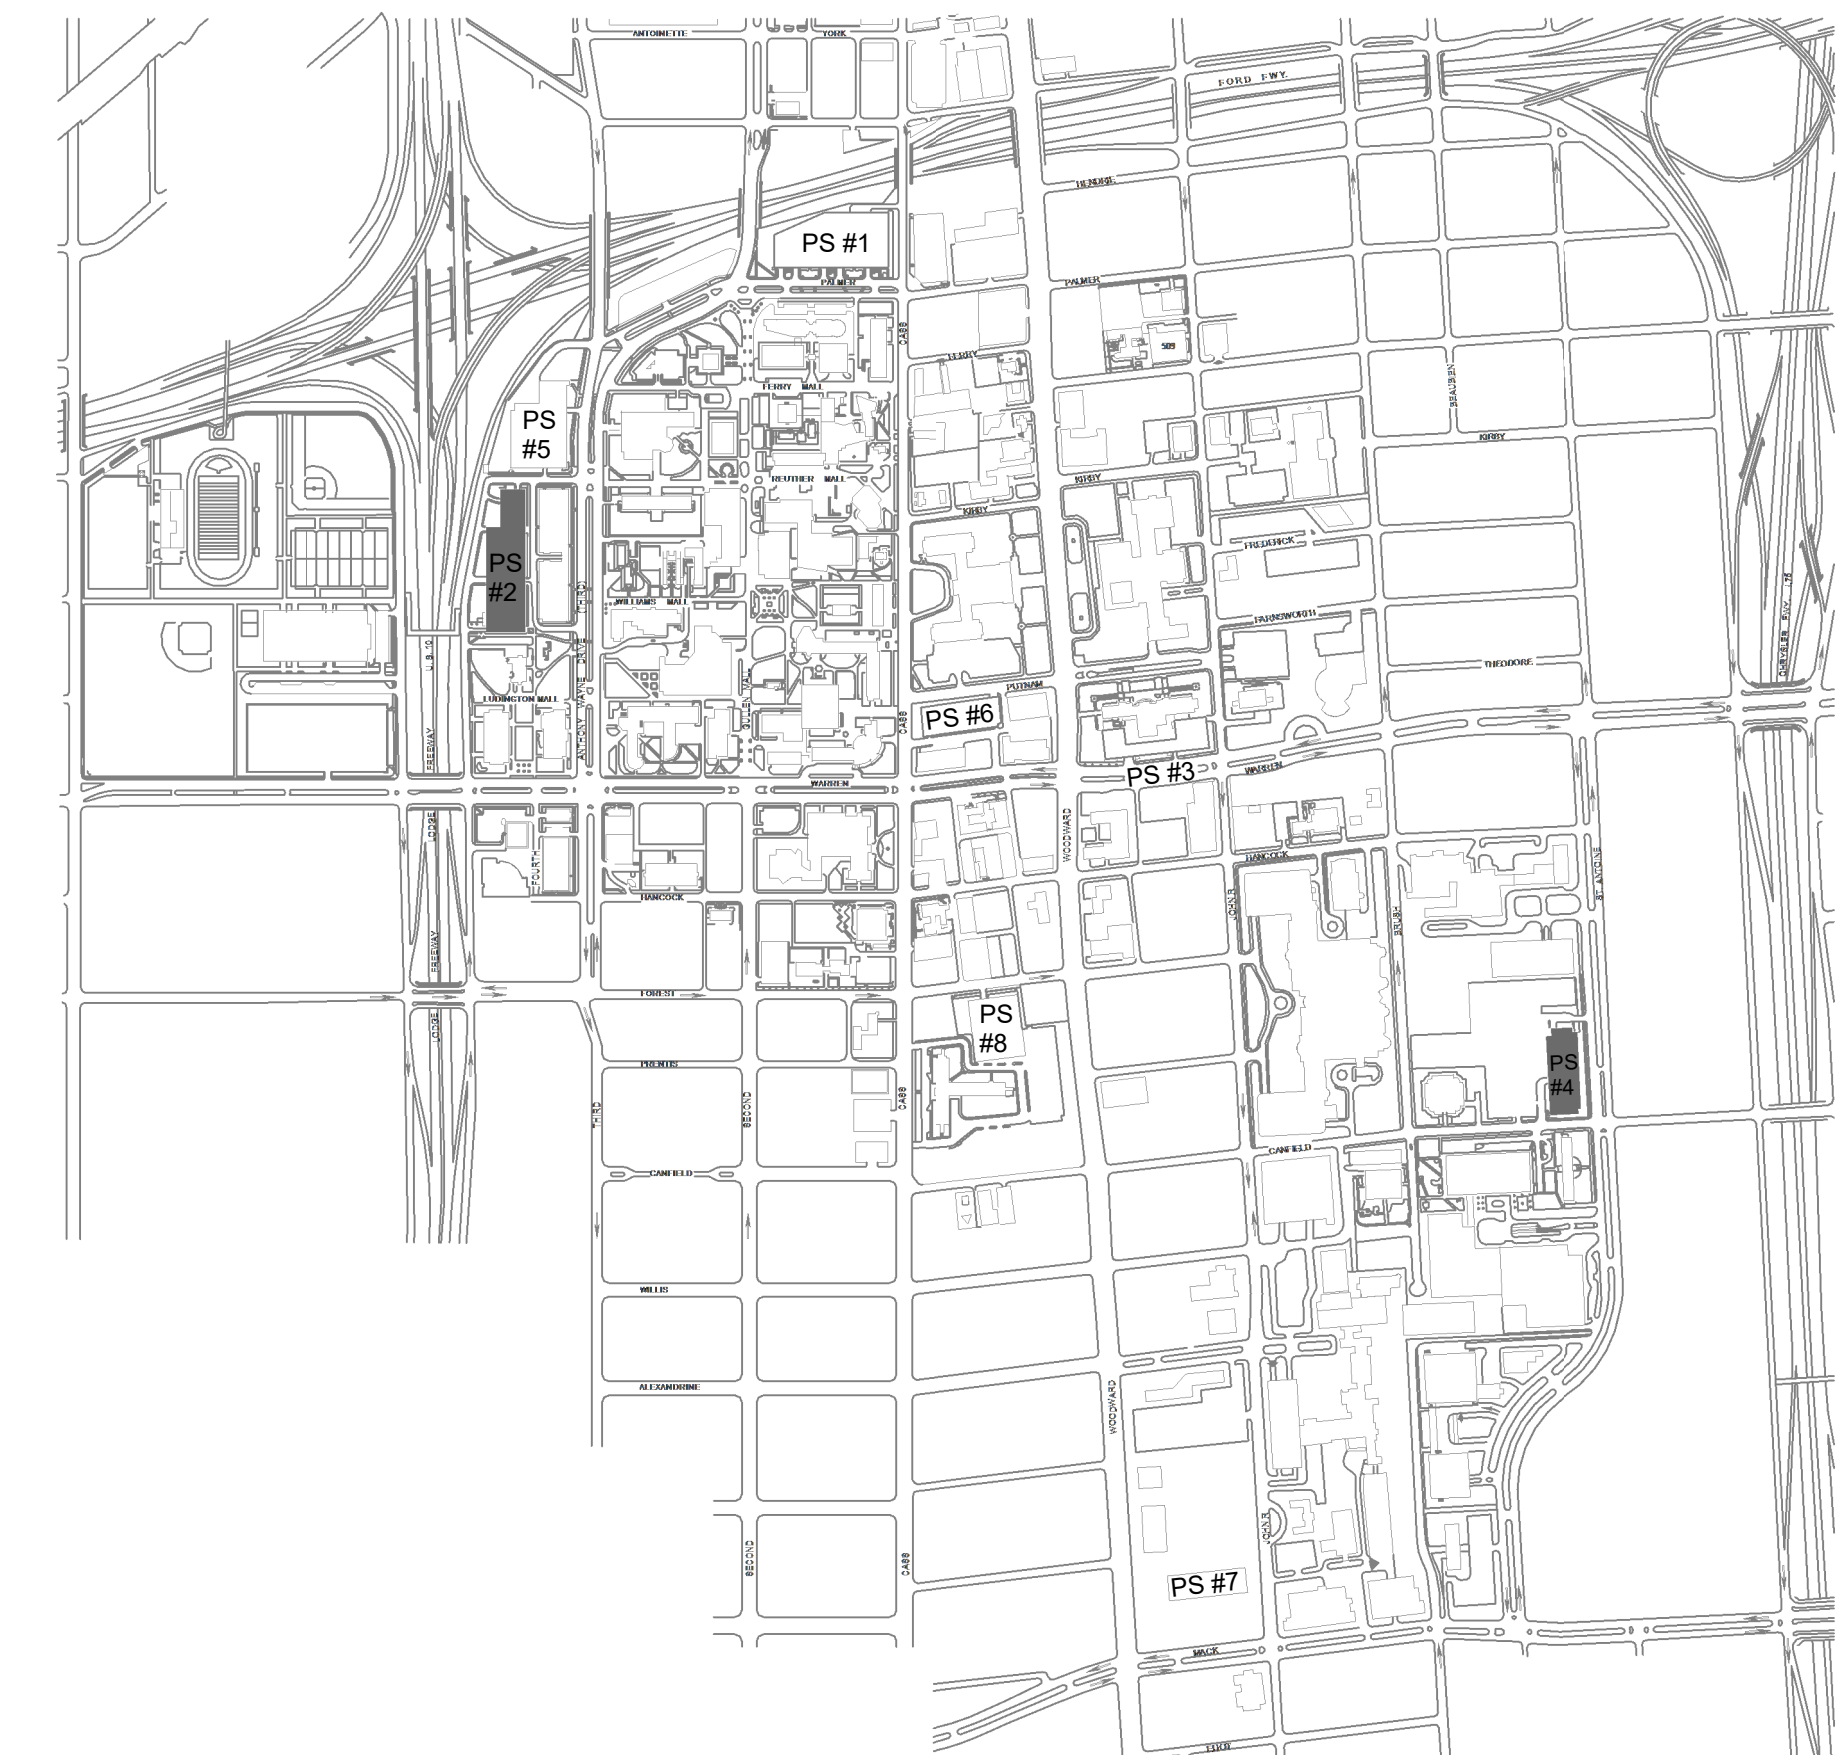 ANTOINETTE
YORK
FORD FWY.
HENDRIE
PS #1
PALMER
PALMER
CASS
509
FERRY
FERRY MALL
BEAUBIEN
PS
#5
KIRBY
REUTHER MALL
KIRBY
KIRBY
FREDERICK
PS
#2
(THIRD)
WILLIAMS MALL
FARNSWORTH
CHRYSLER FWY. I.75
U.S. 10
ANTHONY WAYNE DRIVE
THEODORE
LUDINGTON MALL
GULLEN MALL
PUTNAM
PS #6
CASS
FREEWAY
WARREN
PS #3
WARREN
LODGE
WOODWARD
FOURTH
HANCOCK
ST. ANTOINE
HANCOCK
JOHN R
BRUSH
FREEWAY
FOREST
PS
#8
LODGE
PRENTIS
PS
#4
THIRD
SECOND
CASS
CANFIELD
CANFIELD
WILLIS
ALEXANDRINE
WOODWARD
JOHN R
SECOND
CASS
PS #7
MACK